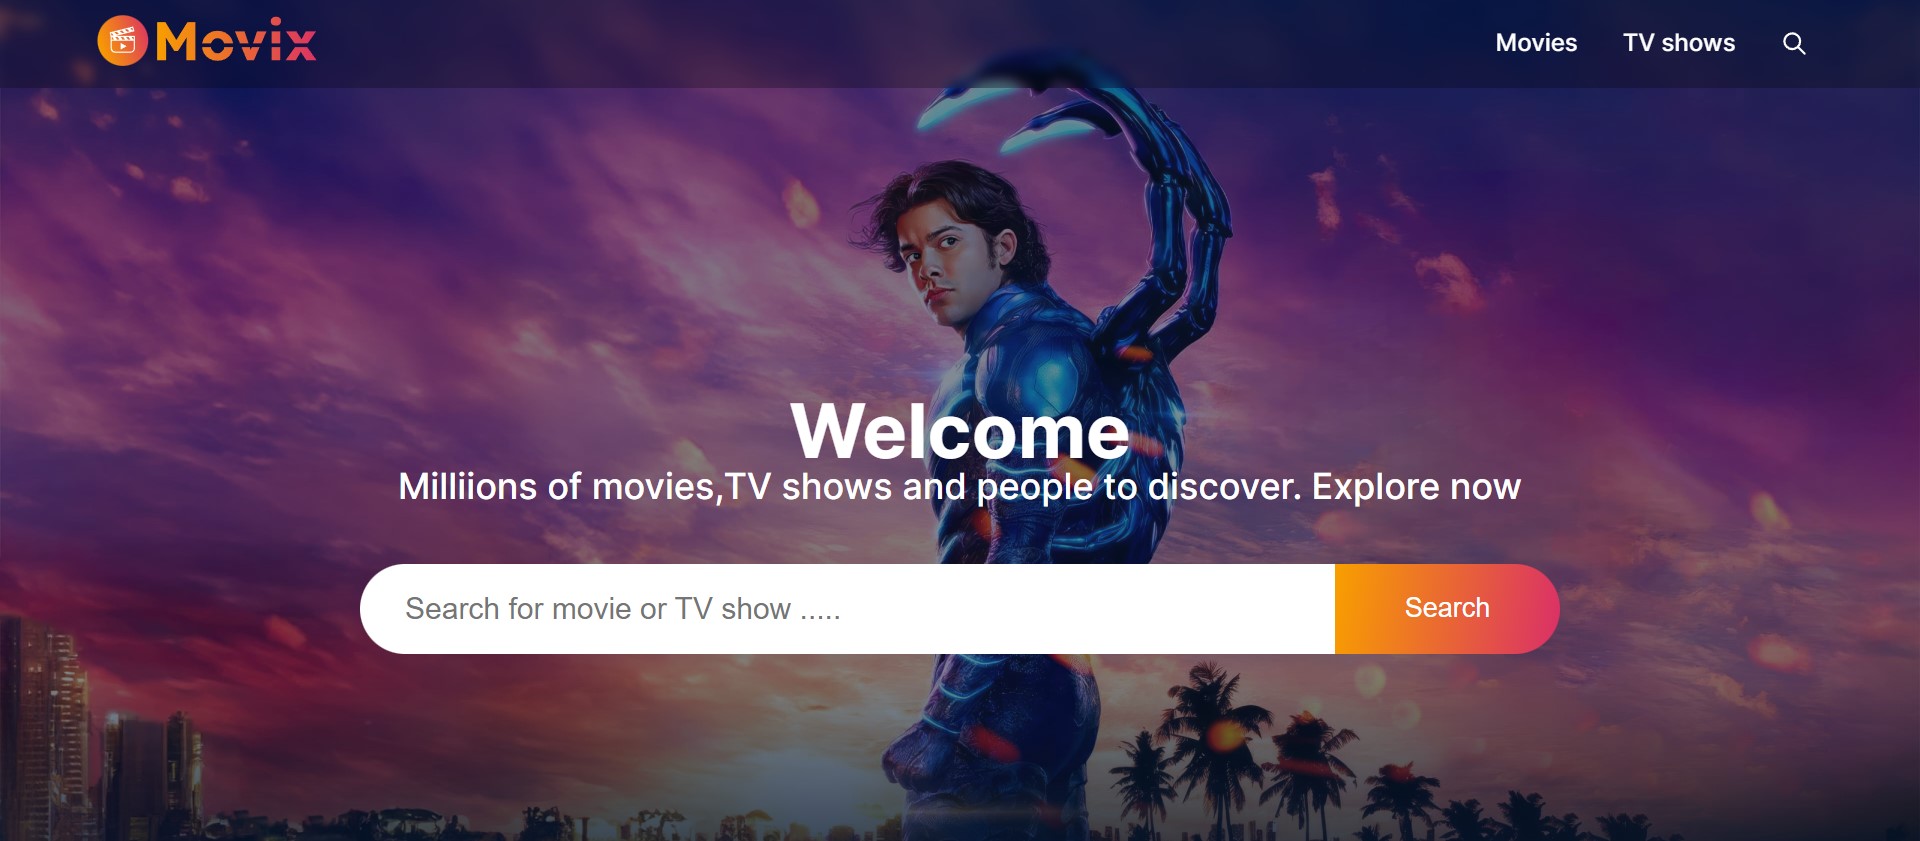 Movix
Movies
TV shows
Welcome
Milliions of movies,TV shows and people to discover. Explore now
Search for movie or TV show .....
Search